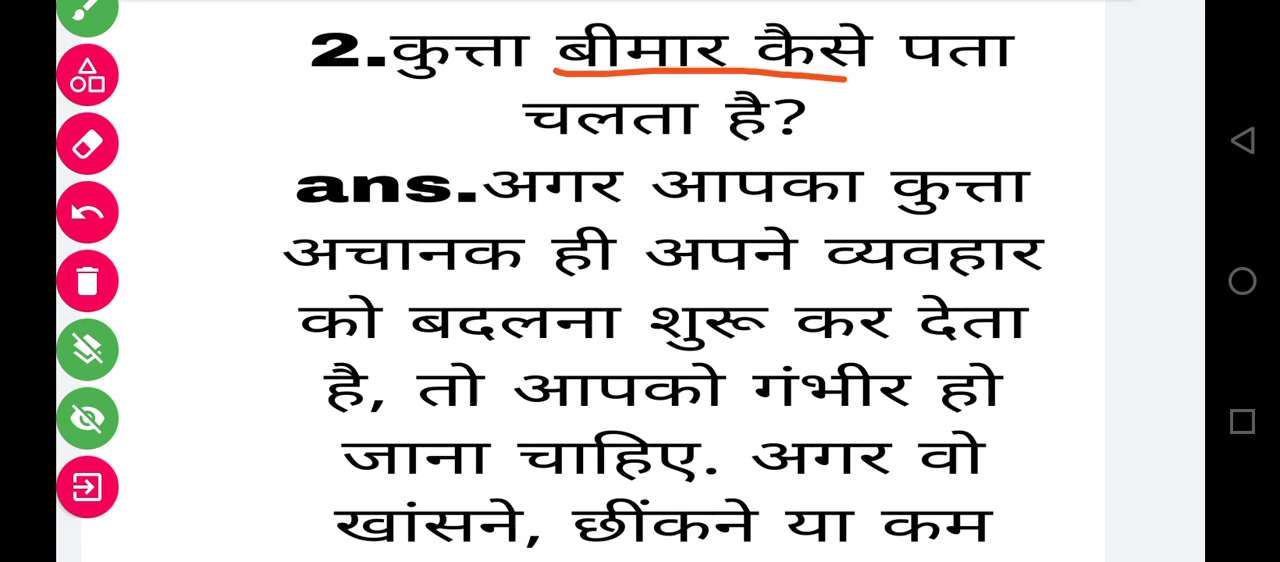 2.कुत्ता बीमार कैसे पता
चलता है?
ans.अगर आपका कुत्ता
अचानक ही अपने व्यवहार
को बदलना शुरू कर देता
है, तो आपको गंभीर हो
जाना चाहिए. अगर वो
खांसने, छींकने या कम